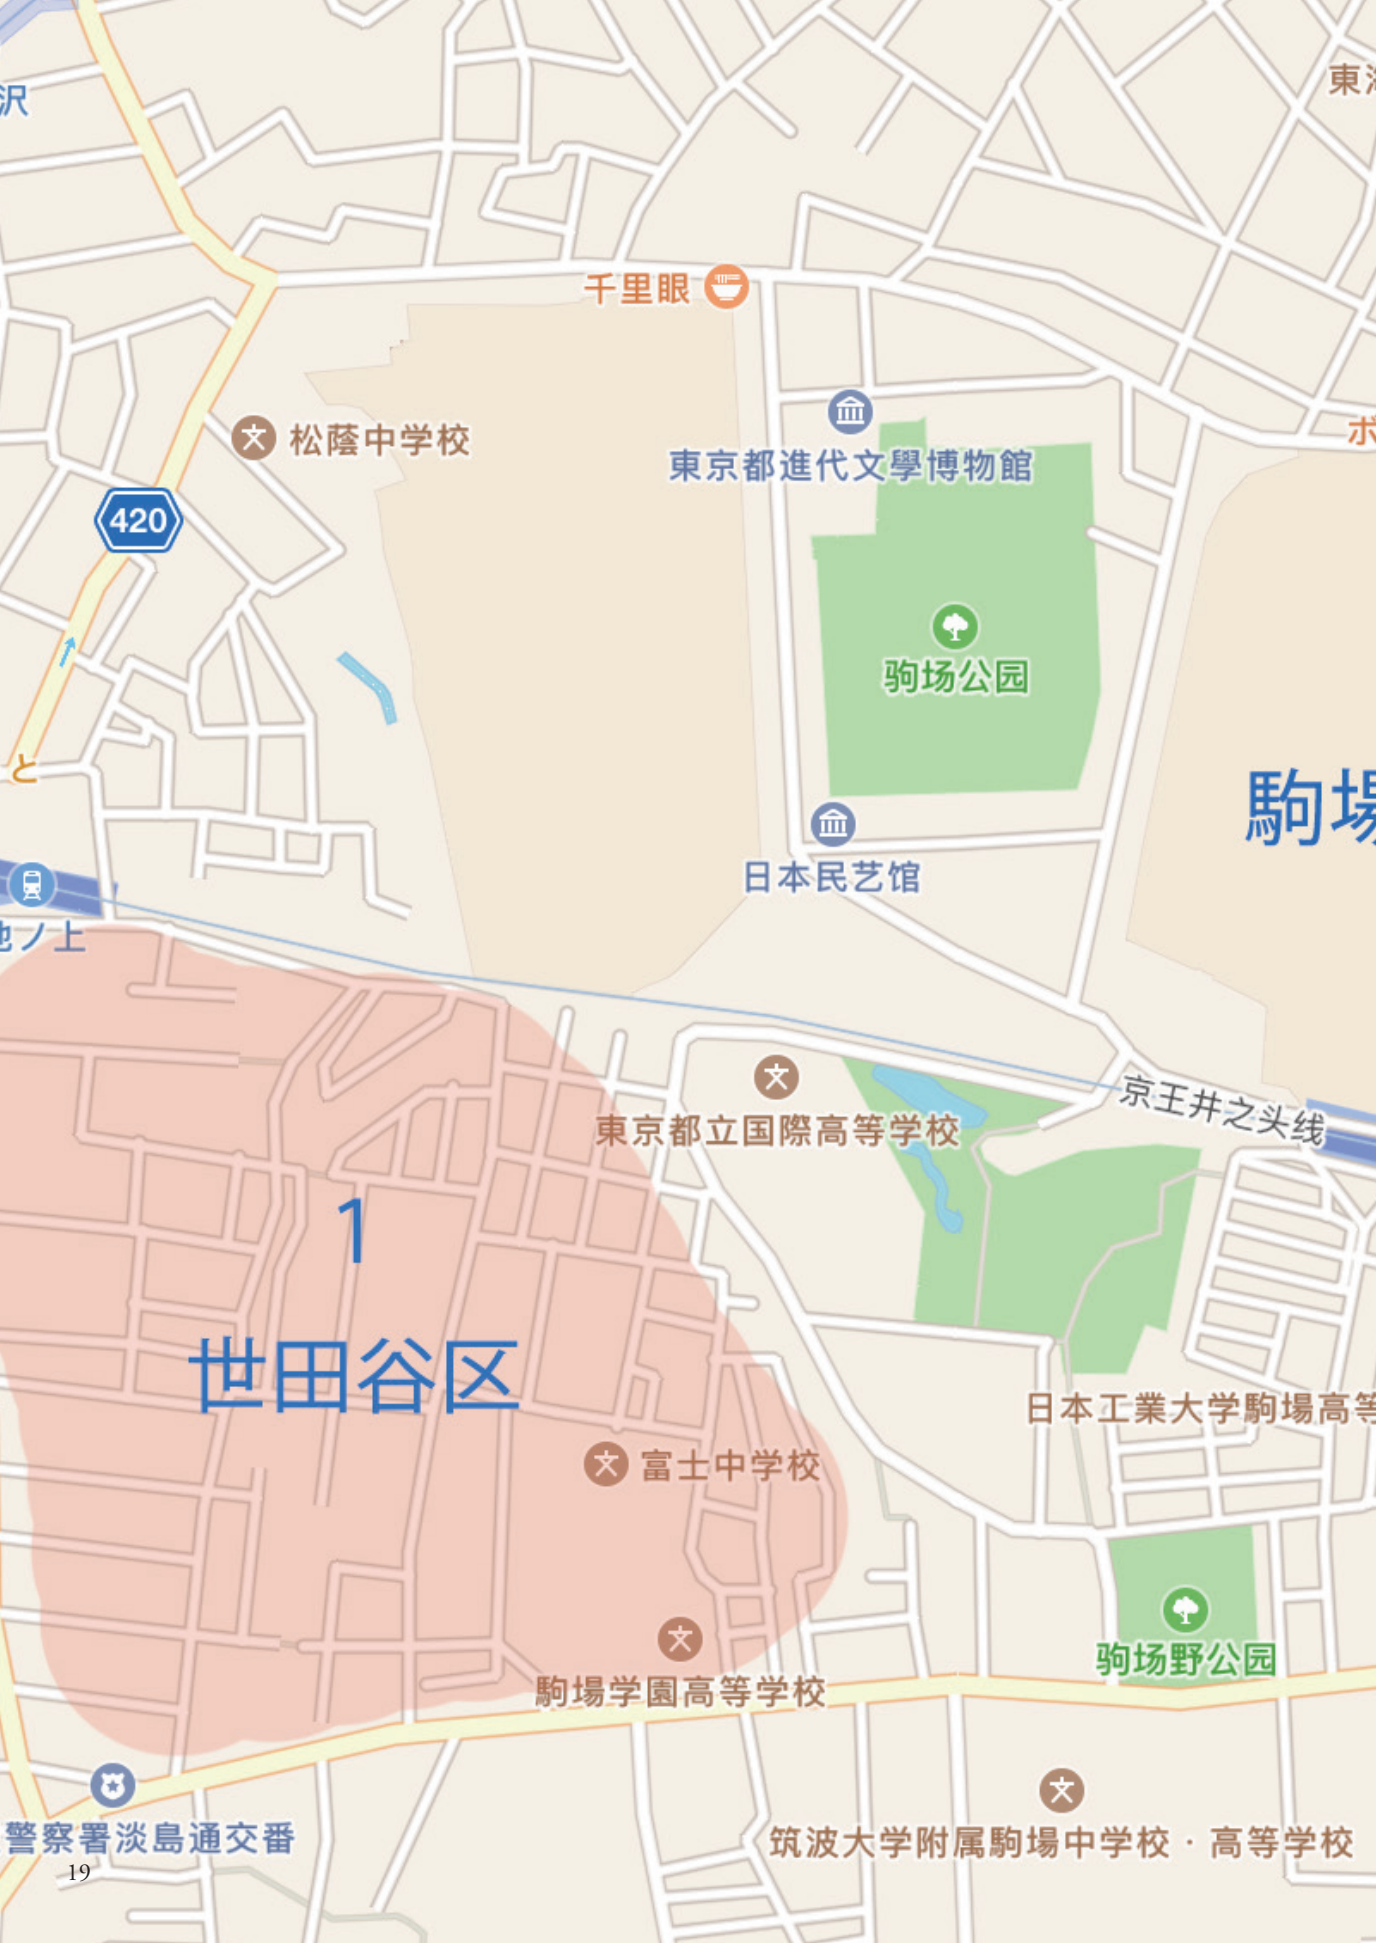 沢
東
千里眼
松蔭中学校
東京都進代文學博物館
ボ
420
驹场公园
と
駒場
日本民艺馆
池ノ上
京王井之头线
東京都立国際高等学校
1
世田谷区
日本工業大学駒場高等
富士中学校
驹场野公园
駒場学園高等学校
警察署淡島通交番
筑波大学附属駒場中学校・高等学校
19